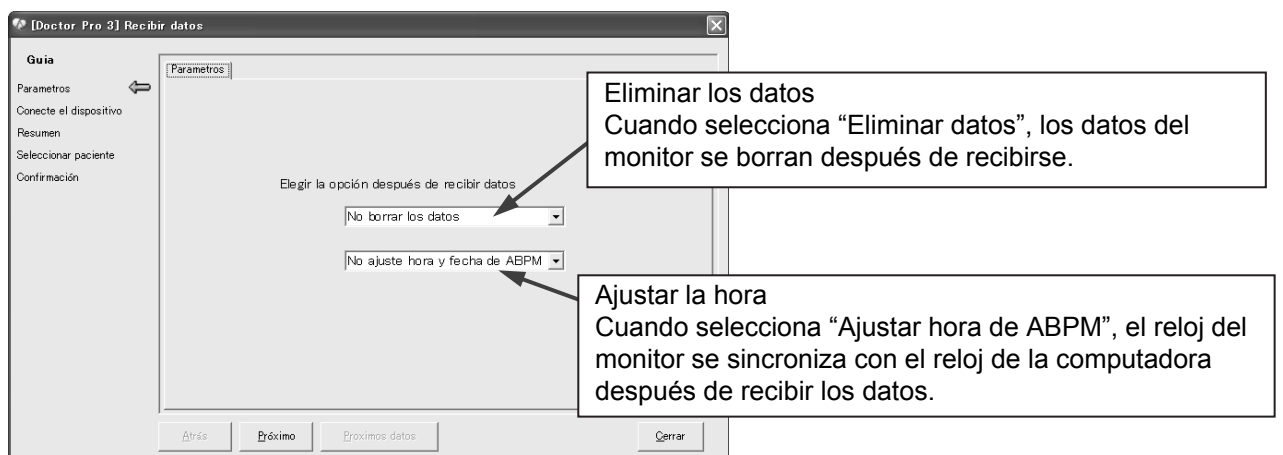 [Doctor Pro 3] Recibir datos
Guia
Parametros
Conecte el dispositivo
Resumen
Seleccionar paciente
Confirmación
Parametros
Elegir la opción después de recibir datos
No borrar los datos
No ajuste hora y fecha de ABPM
Eliminar los datos
Cuando selecciona “Eliminar datos”, los datos del
monitor se borran después de recibirse.
Ajustar la hora
Cuando selecciona “Ajustar hora de ABPM”, el reloj del
monitor se sincroniza con el reloj de la computadora
después de recibir los datos.
Atrás
Próximo
Proximos datos
Cerrar